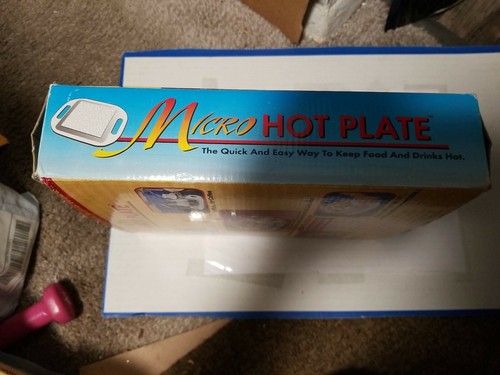 Micro HOT PLATE
The Quick And Easy Way To Keep Food And Drinks Hot.